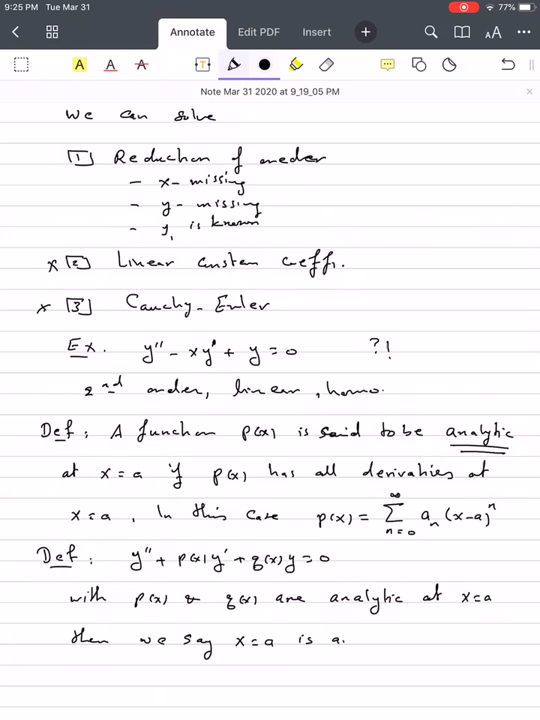 9:25 PM Tue Mar 31
77%
Annotate Edit PDF Insert
Note Mar 31 2020 at 9_19_05 PM
We can solve
1 Reduction of order
- x-missing
- y-missing
- y₁ is known
x 2 Linear constan coeff.
x 3 Cauchy-Euler
Ex. y'' - xy' + y = 0 ?!
2nd order, linear, homo.
Def: A function p(x) is said to be analytic
at x = a if p(x) has all derivatives at
x = a, In this case p(x) = ∞ Σ n=0 aₙ (x-a)ⁿ
Def: y'' + p(x)y' + q(x)y = 0
with p(x) & q(x) are analytic at x=a
then we say x = a is a.